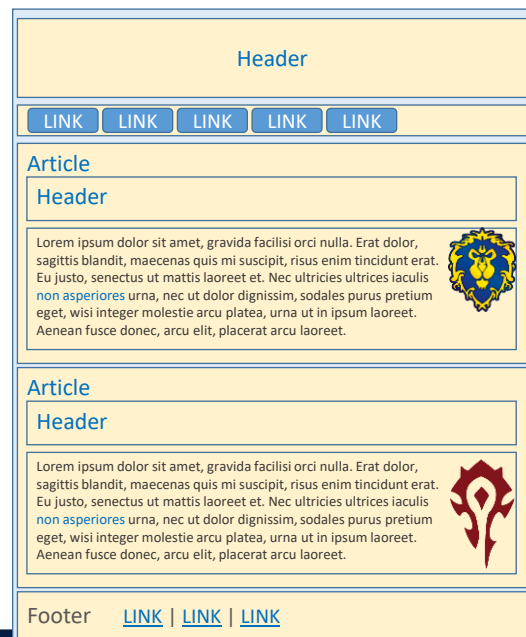 Header
LINK LINK LINK LINK LINK
Article
Header
Lorem ipsum dolor sit amet, gravida facilisi orci nulla. Erat dolor,
sagittis blandit, maecenas quis mi suscipit, risus enim tincidunt erat.
Eu justo, senectus ut mattis laoreet et. Nec ultricies ultrices iaculis
non asperiores urna, nec ut dolor dignissim, sodales purus pretium
eget, wisi integer molestie arcu platea, urna ut in ipsum laoreet.
Aenean fusce donec, arcu elit, placerat arcu laoreet.
Article
Header
Lorem ipsum dolor sit amet, gravida facilisi orci nulla. Erat dolor,
sagittis blandit, maecenas quis mi suscipit, risus enim tincidunt erat.
Eu justo, senectus ut mattis laoreet et. Nec ultricies ultrices iaculis
non asperiores urna, nec ut dolor dignissim, sodales purus pretium
eget, wisi integer molestie arcu platea, urna ut in ipsum laoreet.
Aenean fusce donec, arcu elit, placerat arcu laoreet.
Footer LINK | LINK | LINK